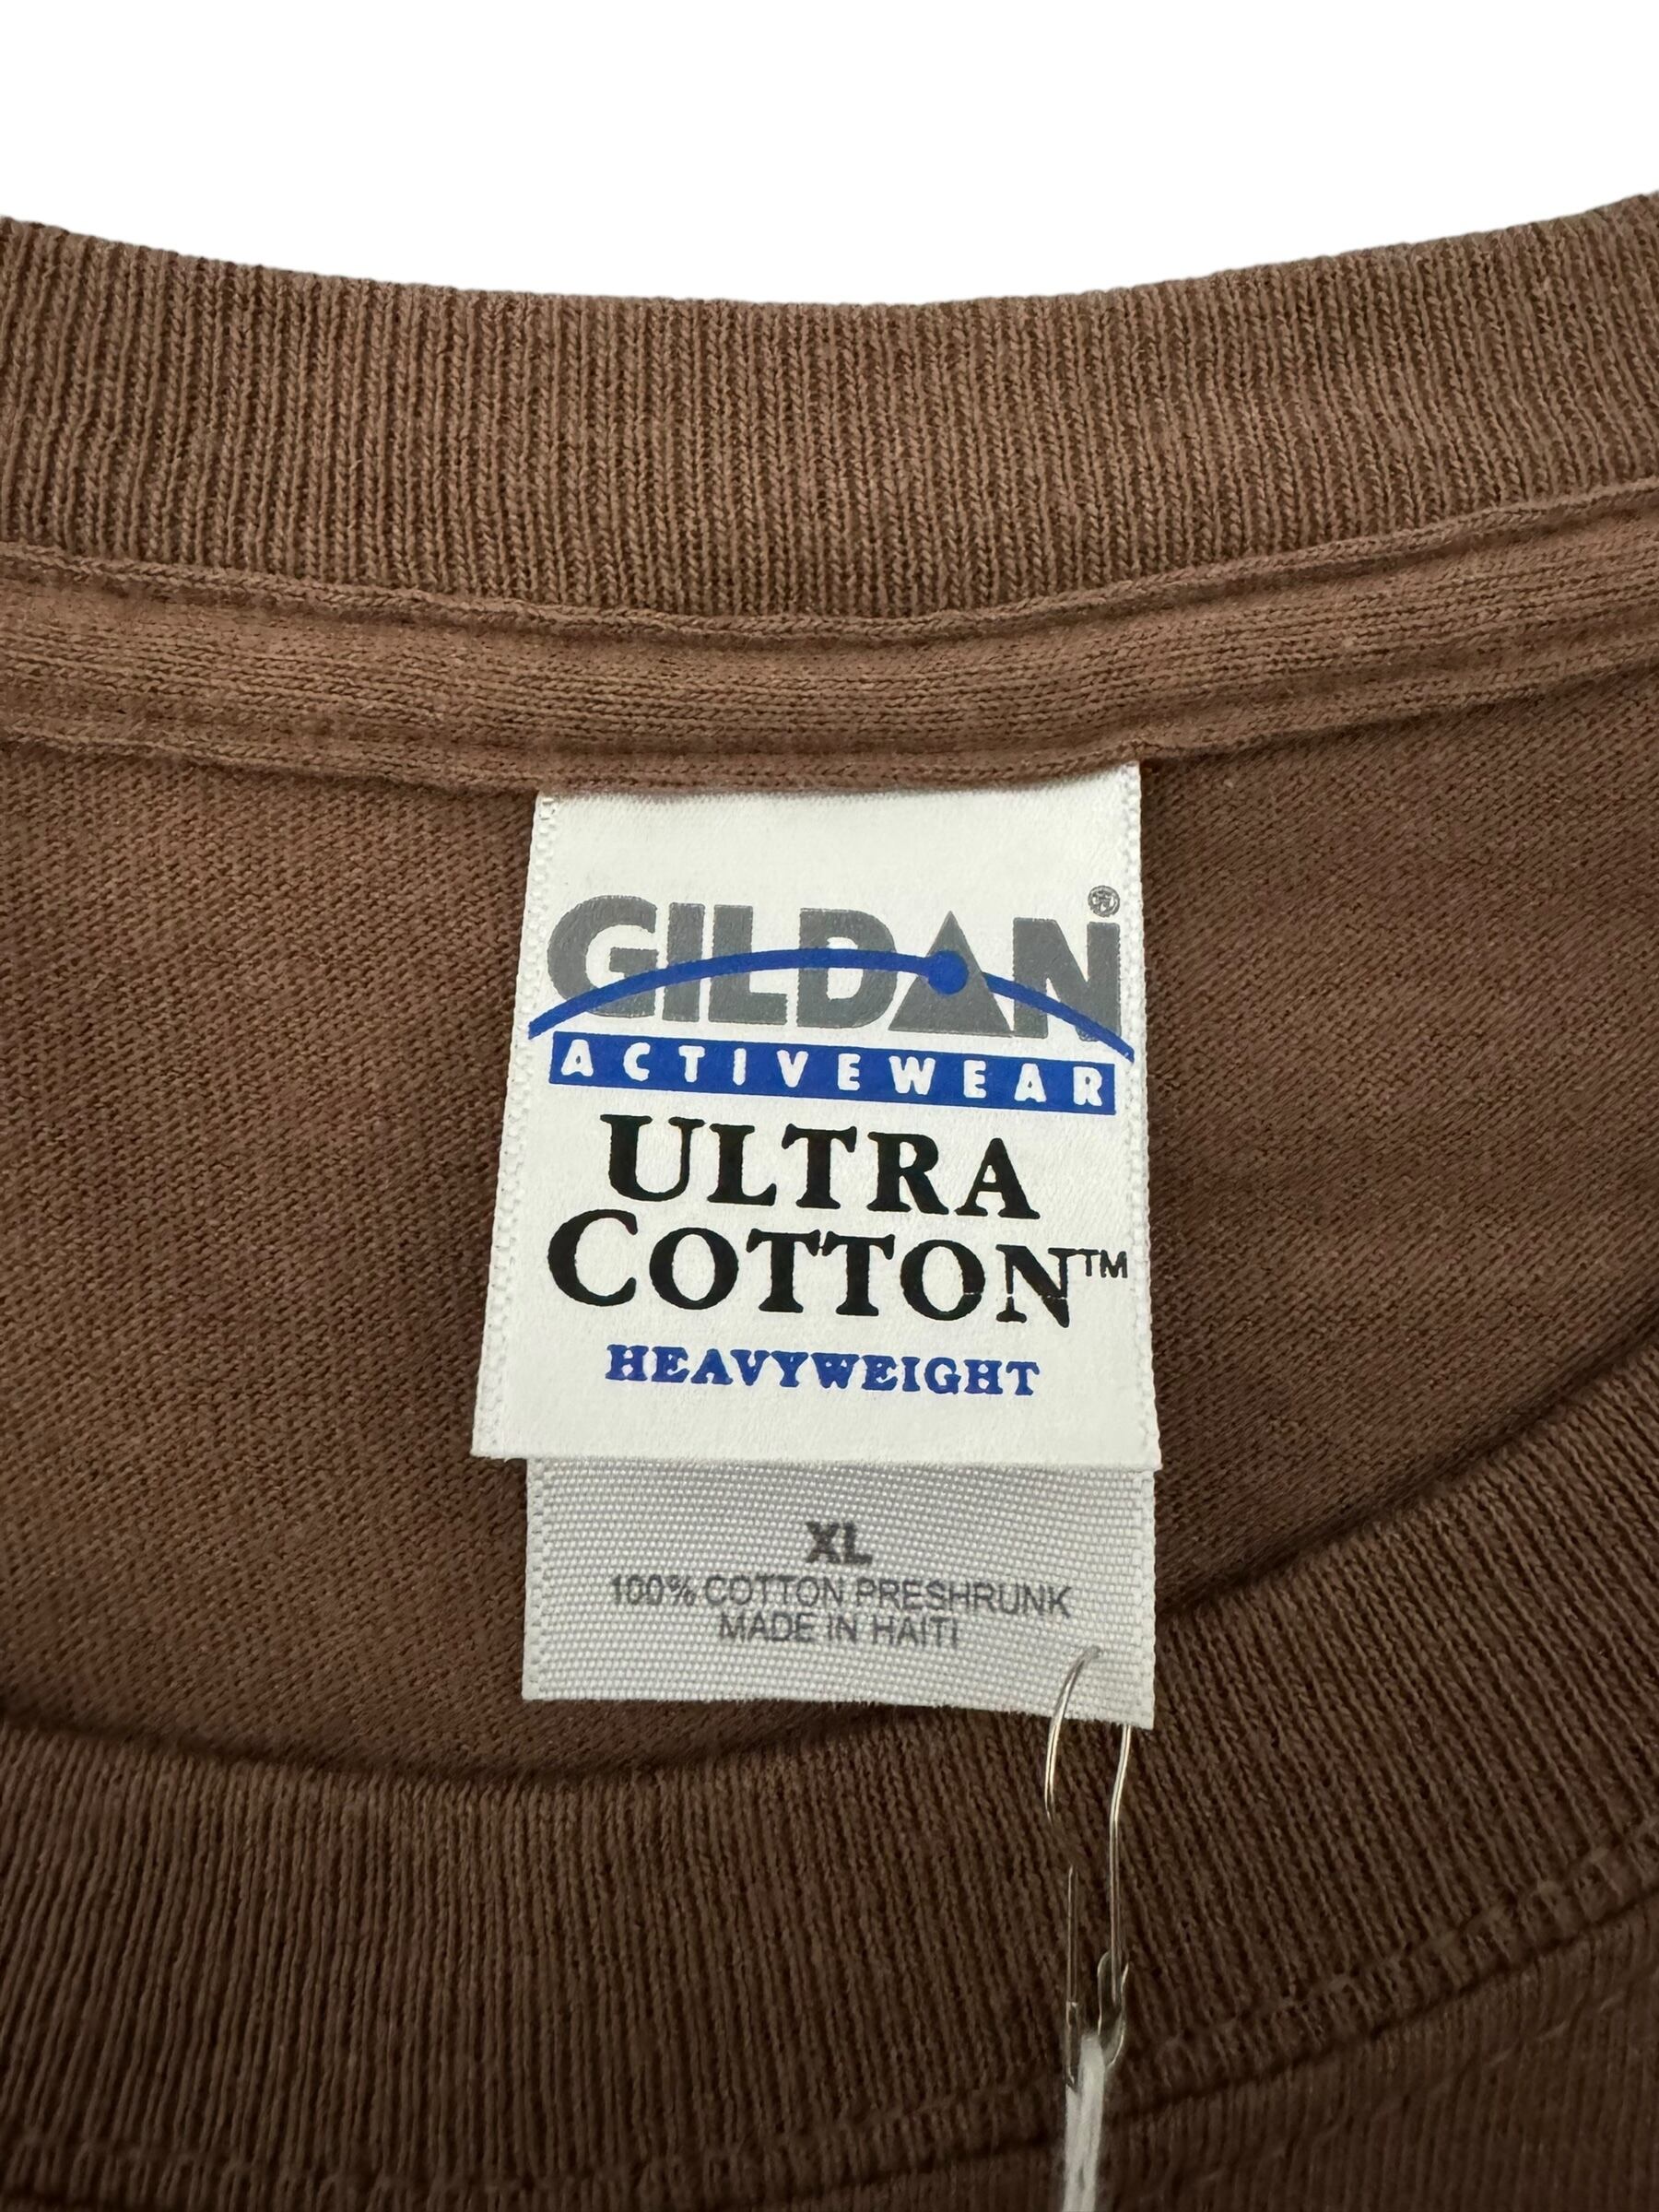 GILDAN®
ACTIVEWEAR
ULTRA
COTTON™
HEAVYWEIGHT
XL
100% COTTON PRESHRUNK
MADE IN HAITI